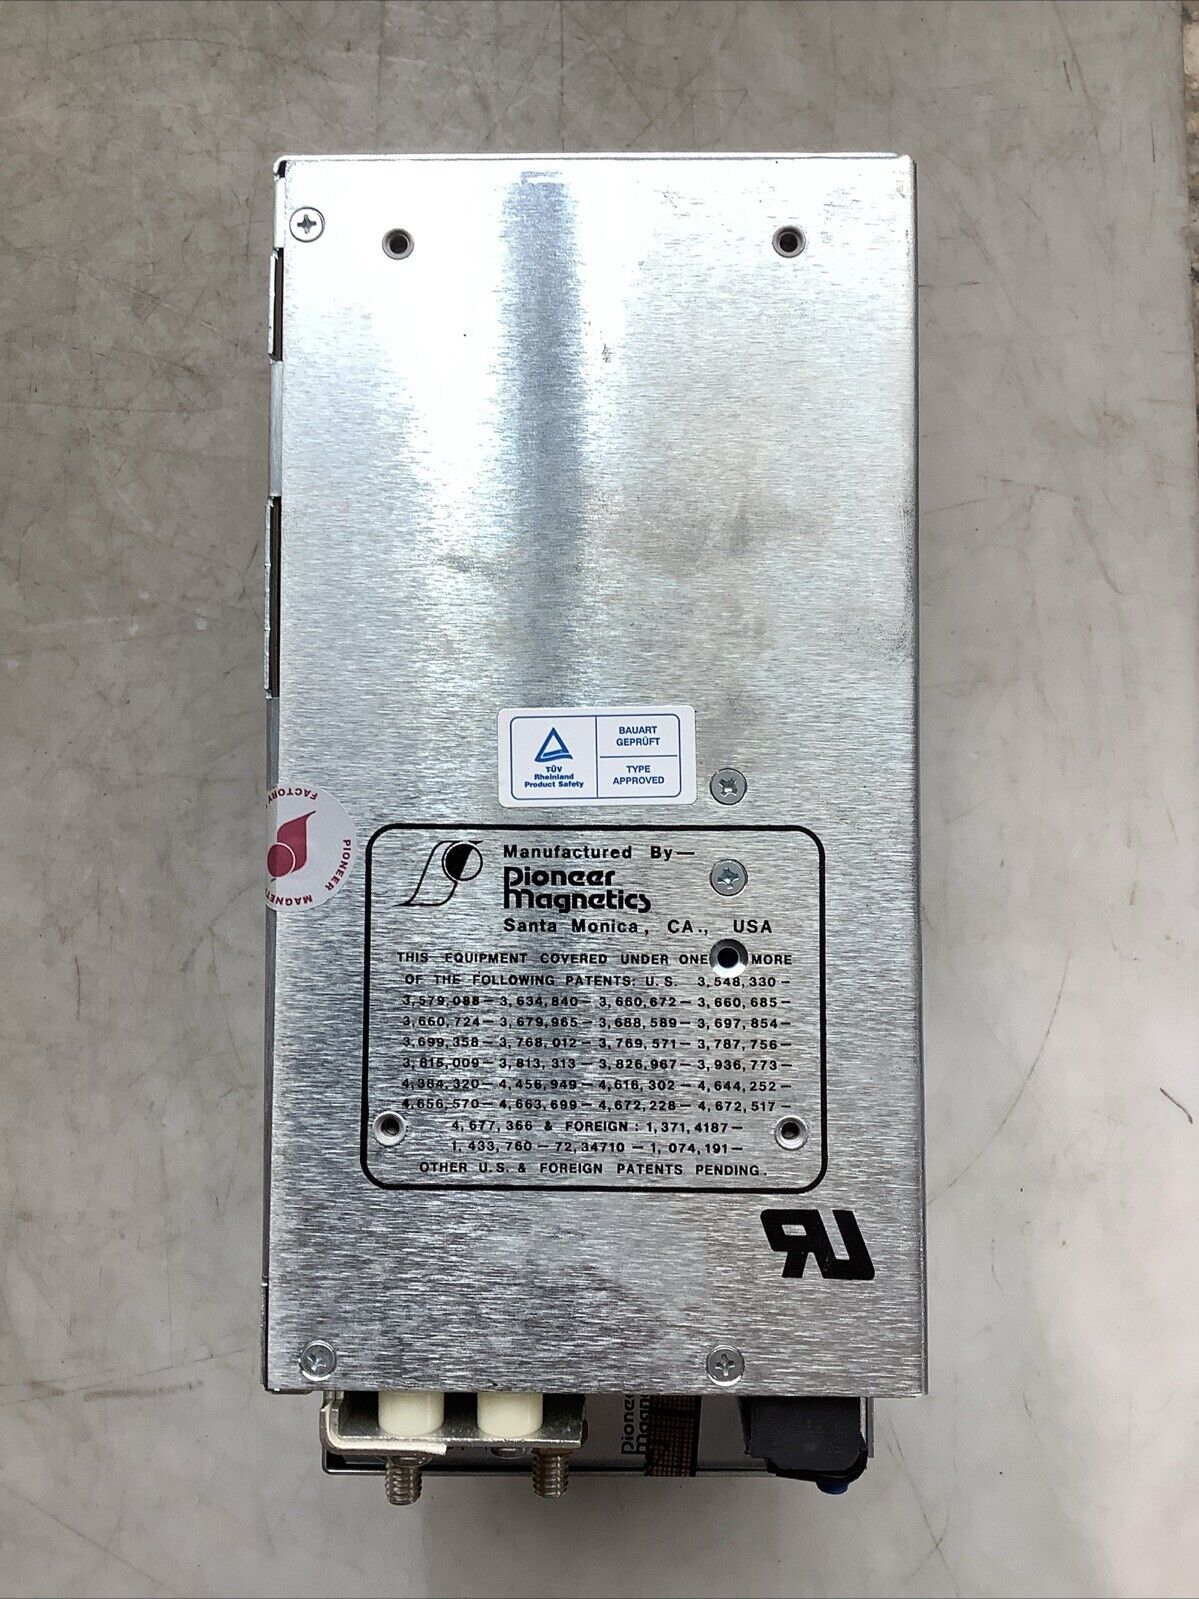 TÜV
Rheinland
Product Safety
BAUART
GEPRÜFT
TYPE
APPROVED
FACTORY
PIONEER
MAGNET
Manufactured By—
Pioneer
Magnetics
Santa Monica, CA., USA
THIS EQUIPMENT COVERED UNDER ONE MORE
OF THE FOLLOWING PATENTS: U.S. 3,548,330—
3,579,088—3,634,840—3,660,672—3,660,685—
3,660,724—3,679,965—3,688,589—3,697,854—
3,699,358—3,768,012—3,769,571—3,787,756—
3,815,009—3,813,313—3,826,967—3,936,773—
4,384,320—4,456,949—4,616,302—4,644,252—
4,656,570—4,663,699—4,672,228—4,672,517—
4,677,366 & FOREIGN: 1,371,4187—
1,433,760—72,34710—1,074,191—
OTHER U.S. & FOREIGN PATENTS PENDING.
UR
Pioneer
Magn